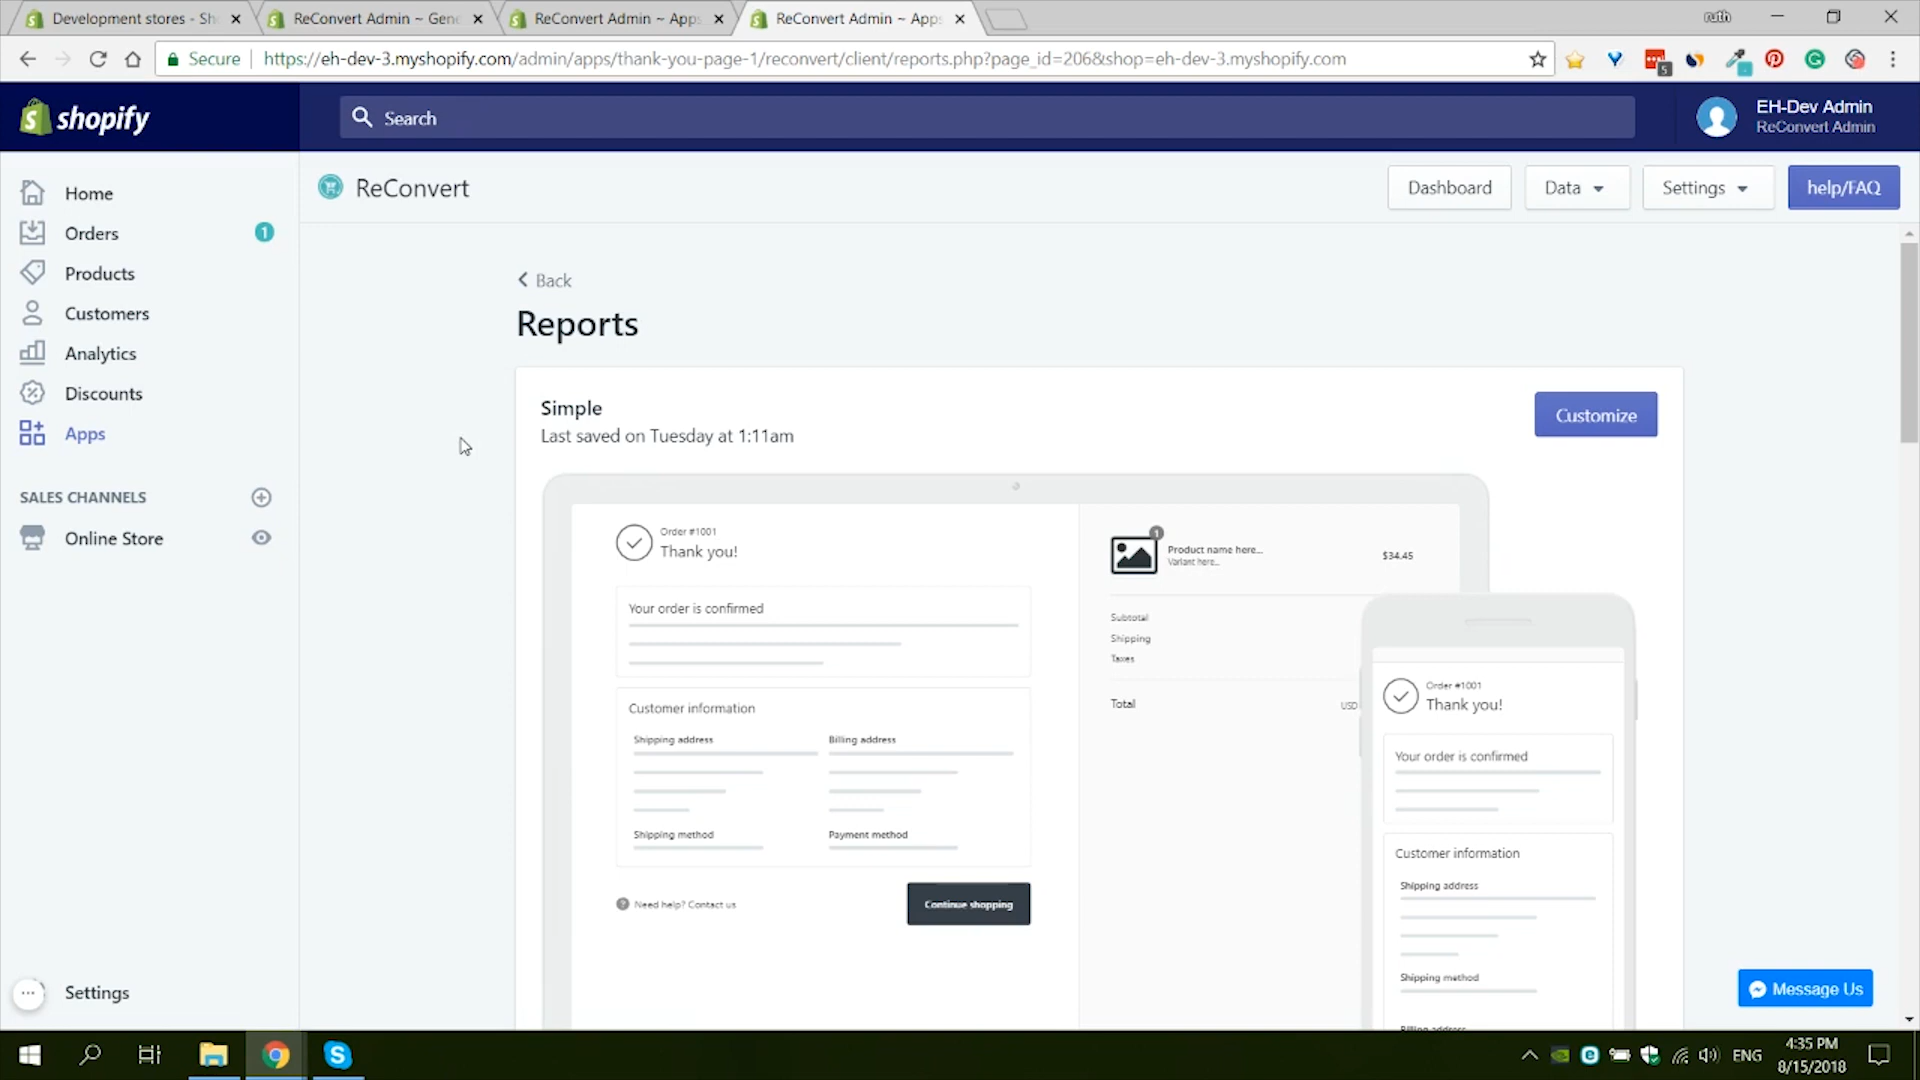 Development stores - Sh
ReConvert Admin ~ Gen
ReConvert Admin ~ Apps
ReConvert Admin ~ Apps
ruth
Secure
https://eh-dev-3.myshopify.com/admin/apps/thank-you-page-1/reconvert/client/reports.php?page_id=206&shop=eh-dev-3.myshopify.com
5
shopify
Search
EH-Dev Admin
ReConvert Admin
Home
Orders
1
Products
Customers
Analytics
Discounts
Apps
SALES CHANNELS
Online Store
Settings
ReConvert
Dashboard
Data
Settings
help/FAQ
Back
Reports
Simple
Last saved on Tuesday at 1:11am
Customize
Order #1001
Thank you!
Your order is confirmed
Customer information
Shipping address
Billing address
Shipping method
Payment method
Need help? Contact us
Continue shopping
1
Product name here...
Variant here...
$34.45
Subtotal
Shipping
Taxes
Total
USD
Order #1001
Thank you!
Your order is confirmed
Customer information
Shipping address
Shipping method
Billing address
Message Us
ENG
4:35 PM
8/15/2018